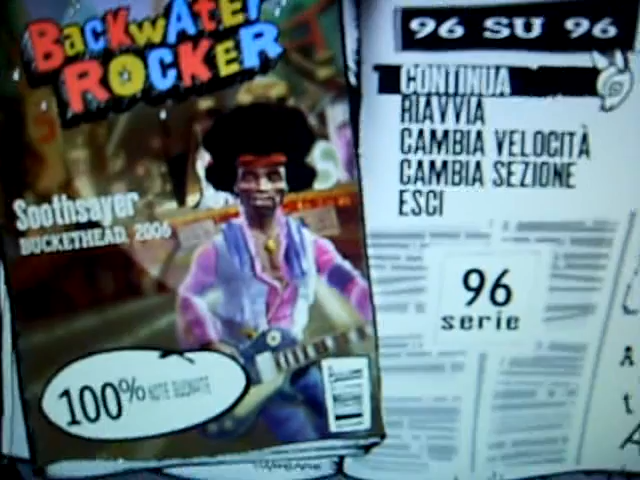 BackwAteR
ROCKER
Soothsayer
BUCKETHEAD, 2006
100% NOTE SUONATE
96 SU 96
CONTINUA
RIAVVIA
CAMBIA VELOCITÀ
CAMBIA SEZIONE
ESCI
96
serie